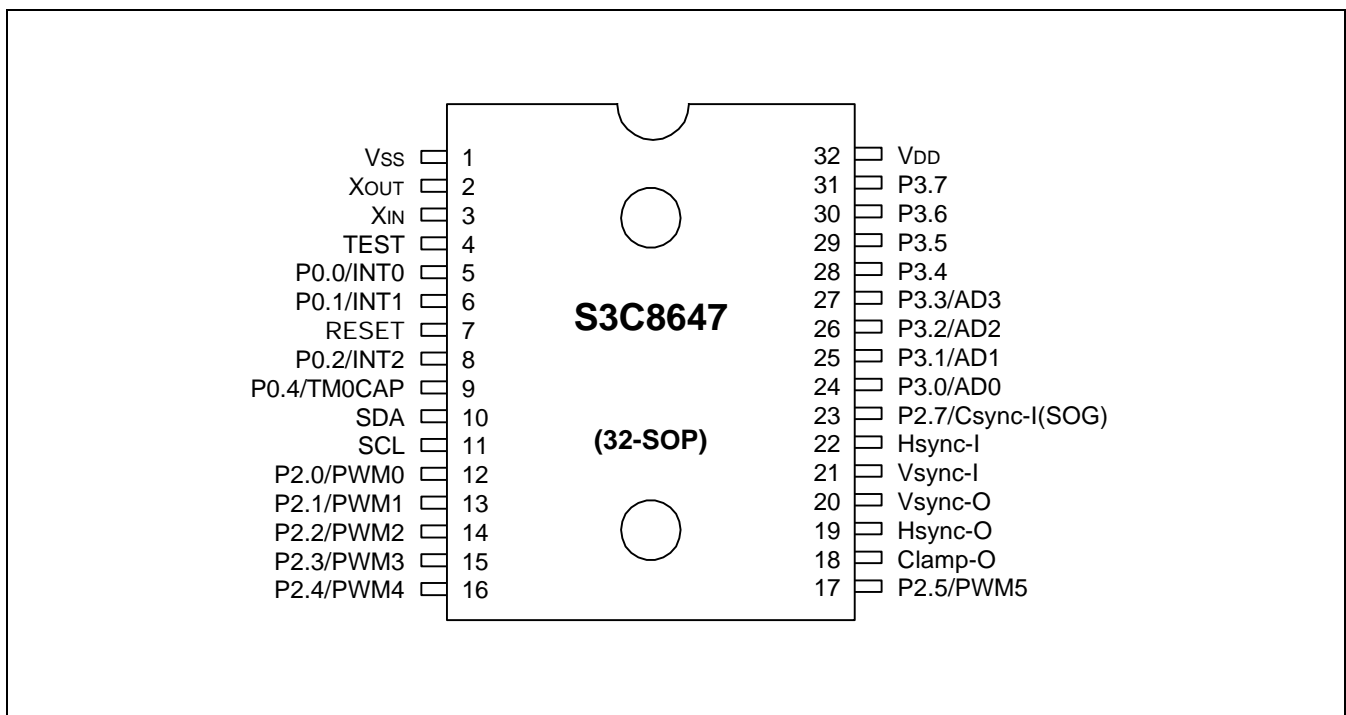 VSS 1
XOUT 2
XIN 3
TEST 4
P0.0/INT0 5
P0.1/INT1 6
RESET 7
P0.2/INT2 8
P0.4/TM0CAP 9
SDA 10
SCL 11
P2.0/PWM0 12
P2.1/PWM1 13
P2.2/PWM2 14
P2.3/PWM3 15
P2.4/PWM4 16
S3C8647
(32-SOP)
32 VDD
31 P3.7
30 P3.6
29 P3.5
28 P3.4
27 P3.3/AD3
26 P3.2/AD2
25 P3.1/AD1
24 P3.0/AD0
23 P2.7/Csync-I(SOG)
22 Hsync-I
21 Vsync-I
20 Vsync-O
19 Hsync-O
18 Clamp-O
17 P2.5/PWM5